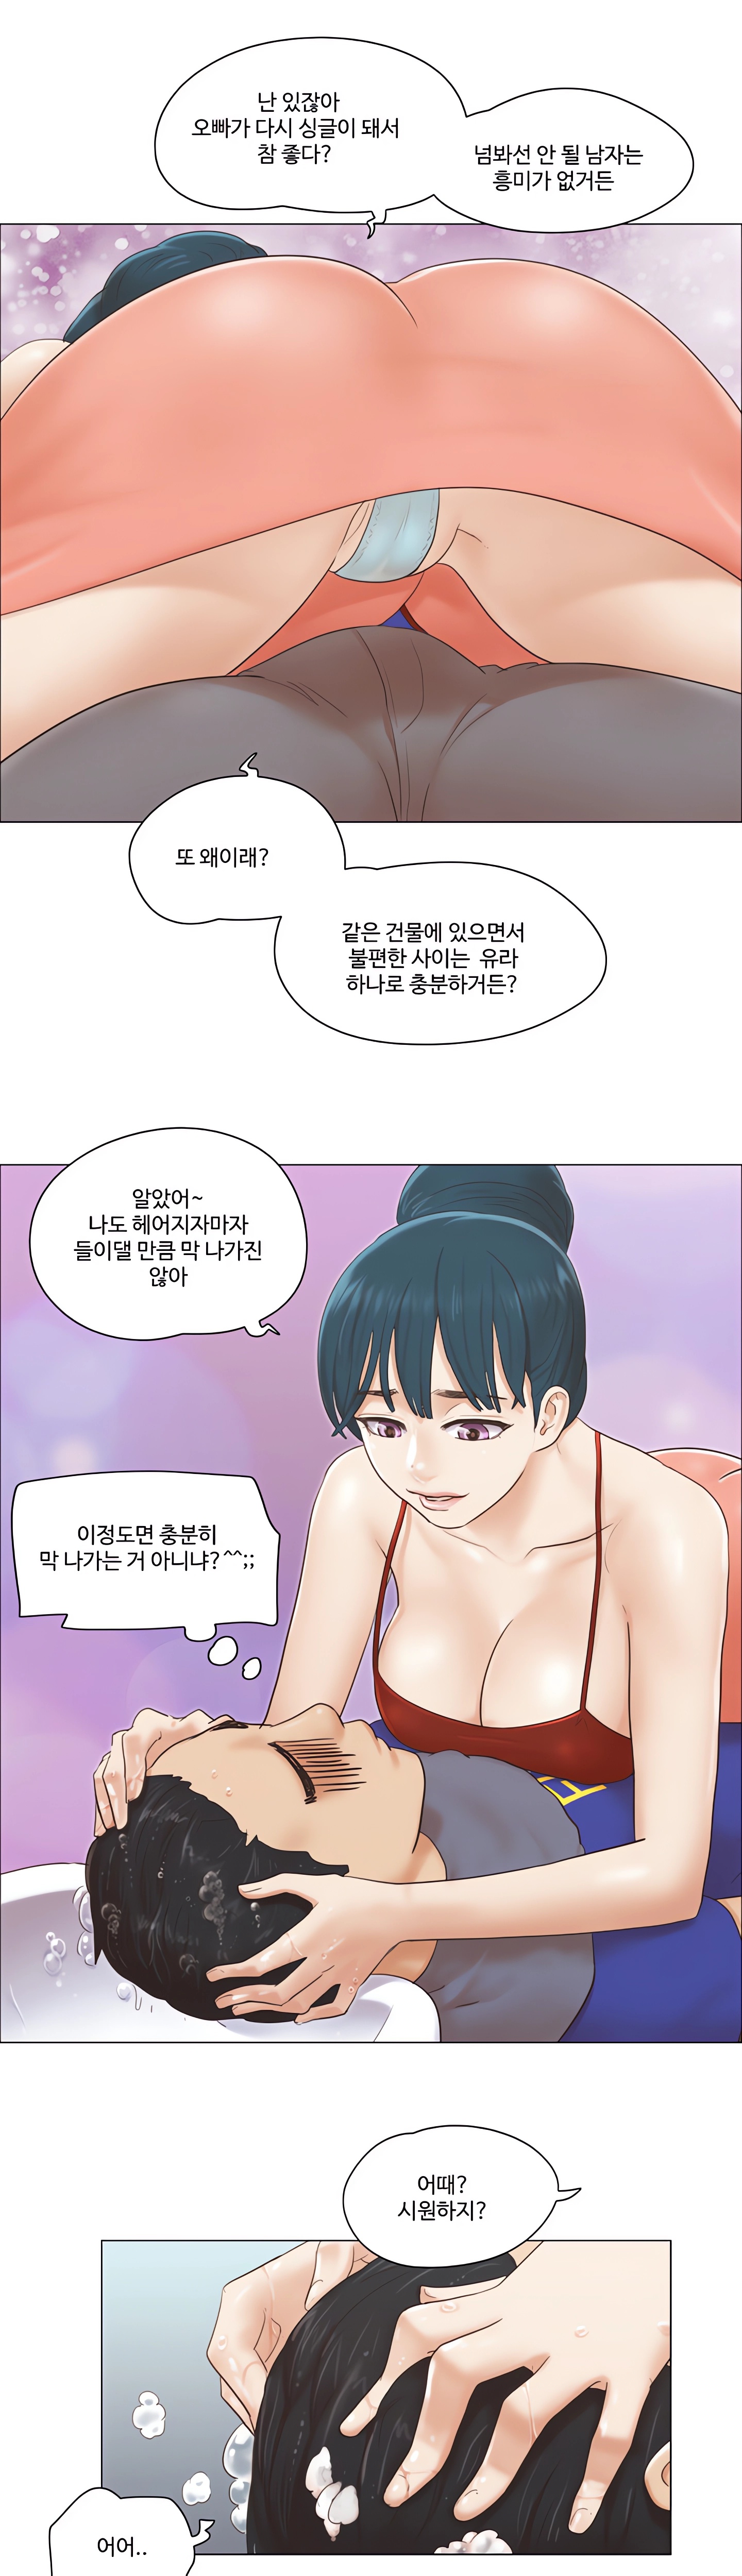 난 있잖아
오빠가 다시 싱글이 돼서
참 좋다?
넘봐선 안 될 남자는
흥미가 없거든
또 왜이래?
같은 건물에 있으면서
불편한 사이는 유라
하나로 충분하거든?
알았어~
나도 헤어지자마자
들이댈 만큼 막 나가진
않아
이정도면 충분히
막 나가는 거 아니냐?^^;;
어때?
시원하지?
어어..